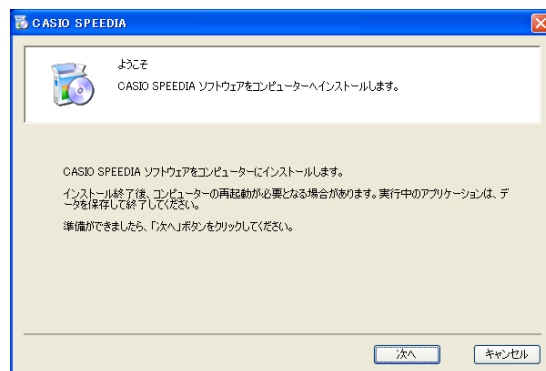 CASIO SPEEDIA
ようこそ
CASIO SPEEDIA ソフトウェアをコンピューターへインストールします。
CASIO SPEEDIA ソフトウェアをコンピューターにインストールします。
インストール終了後、コンピューターの再起動が必要となる場合があります。実行中のアプリケーションは、デ
ータを保存して終了してください。
準備ができましたら、「次へ」ボタンをクリックしてください。
次へ
キャンセル